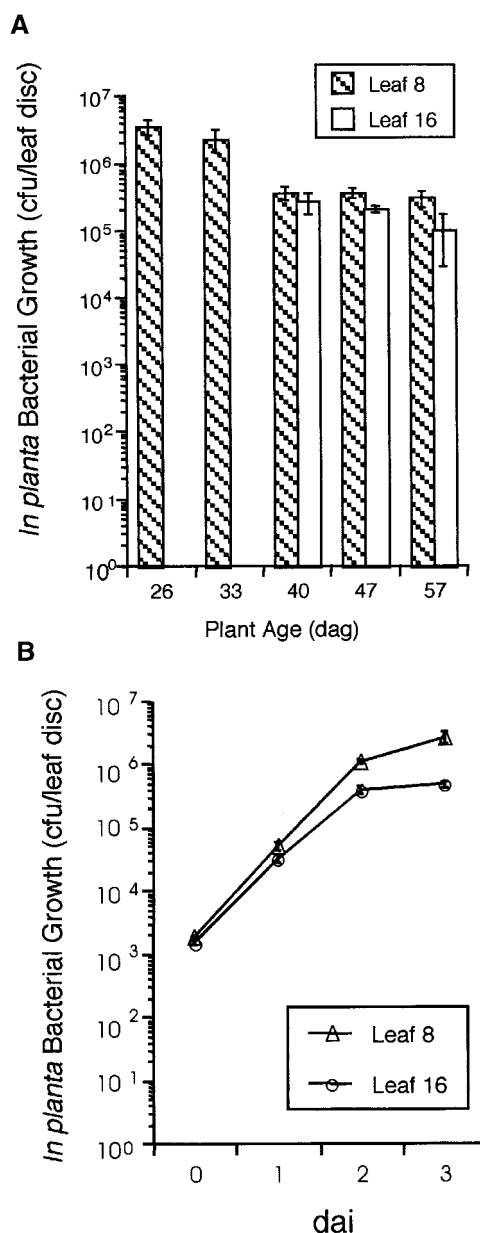 A
Leaf 8
Leaf 16
In planta Bacterial Growth (cfu/leaf disc)
10^7
10^6
10^5
10^4
10^3
10^2
10^1
10^0
26 33 40 47 57
Plant Age (dag)
B
In planta Bacterial Growth (cfu/leaf disc)
10^7
10^6
10^5
10^4
10^3
10^2
10^1
10^0
Leaf 8
Leaf 16
0 1 2 3
dai